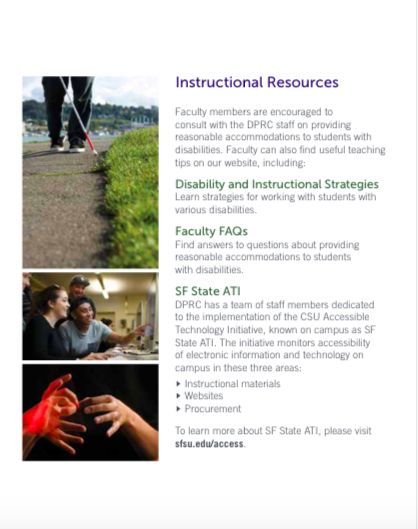 Instructional Resources
Faculty members are encouraged to
consult with the DPRC staff on providing
reasonable accommodations to students with
disabilities. Faculty can also find useful teaching
tips on our website, including:
Disability and Instructional Strategies
Learn strategies for working with students with
various disabilities.
Faculty FAQs
Find answers to questions about providing
reasonable accommodations to students
with disabilities.
SF State ATI
DPRC has a team of staff members dedicated
to the implementation of the CSU Accessible
Technology Initiative, known on campus as SF
State ATI. The initiative monitors accessibility
of electronic information and technology on
campus in these three areas:
‣ Instructional materials
‣ Websites
‣ Procurement
To learn more about SF State ATI, please visit
sfsu.edu/access.